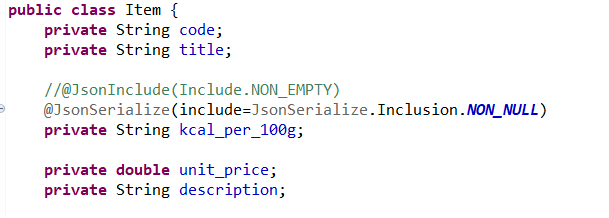 public class Item {
private String code;
private String title;
//@JsonInclude(Include.NON_EMPTY)
@JsonSerialize(include=JsonSerialize.Inclusion.NON_NULL)
private String kcal_per_100g;
private double unit_price;
private String description;